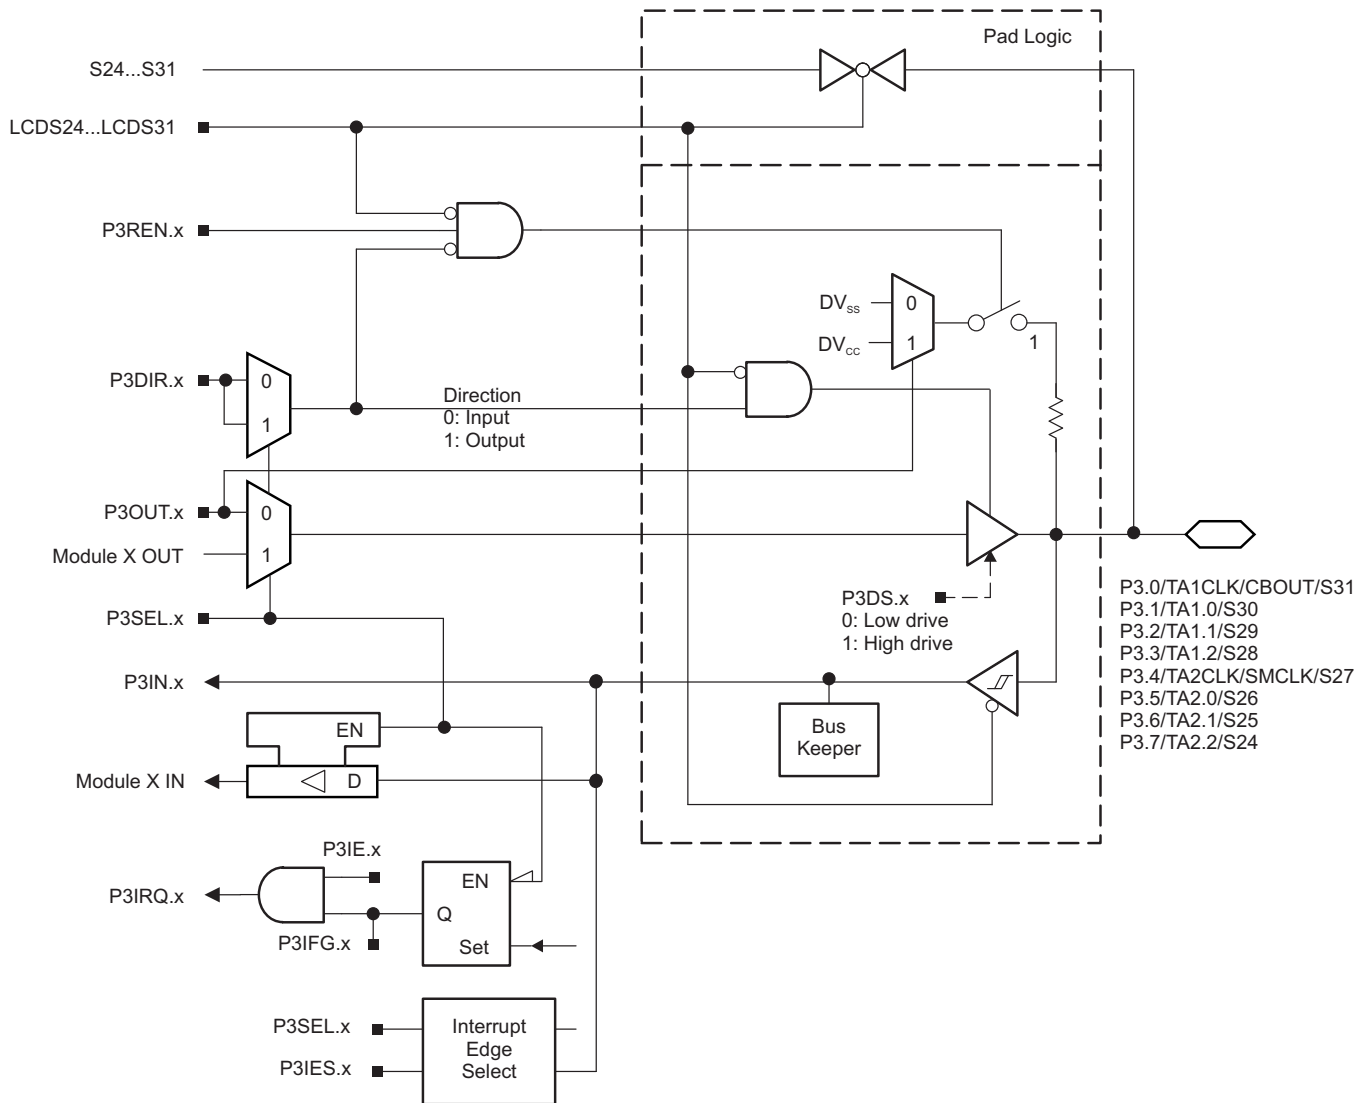 Pad Logic
S24...S31
LCDS24...LCDS31
P3REN.x
DVSS
0
DVCC
1
1
P3DIR.x
0
1
Direction
0: Input
1: Output
P3OUT.x
0
Module X OUT
1
P3DS.x
0: Low drive
1: High drive
P3.0/TA1CLK/CBOUT/S31
P3.1/TA1.0/S30
P3.2/TA1.1/S29
P3.3/TA1.2/S28
P3.4/TA2CLK/SMCLK/S27
P3.5/TA2.0/S26
P3.6/TA2.1/S25
P3.7/TA2.2/S24
P3SEL.x
P3IN.x
Bus
Keeper
EN
Module X IN
D
P3IE.x
P3IRQ.x
EN
Q
P3IFG.x
Set
P3SEL.x
P3IES.x
Interrupt
Edge
Select